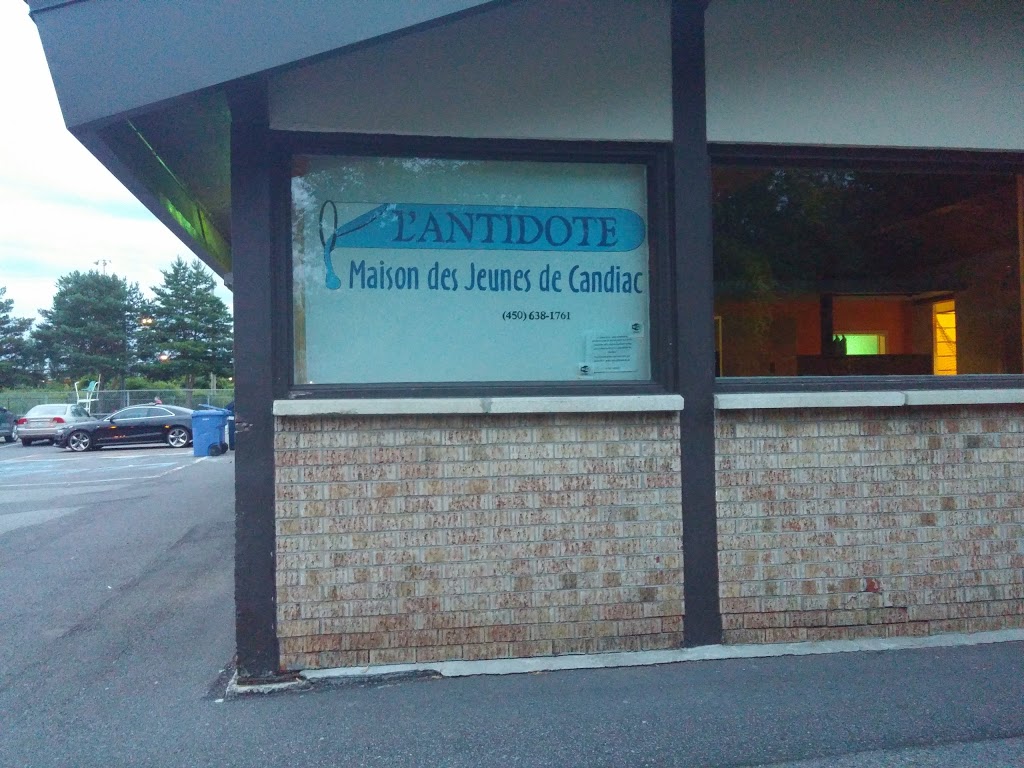 L'ANTIDOTE
Maison des Jeunes de Candiac
(450) 638-1761